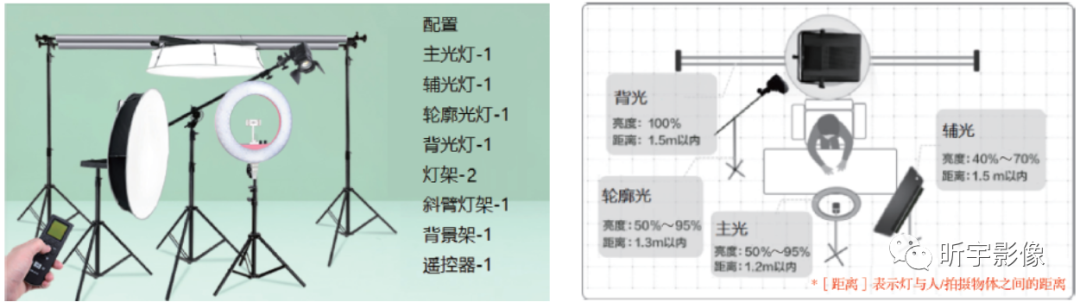 配置
主光灯-1
辅光灯-1
轮廓光灯-1
背光灯-1
灯架-2
斜臂灯架-1
背景架-1
遥控器-1
背光
亮度：100%
距离：1.5m以内
辅光
亮度：40%～70%
距离：1.5 m以内
轮廓光
亮度：50%～95%
距离：1.3m以内
主光
亮度：50%～95%
距离：1.2m以内
昕宇影像
*［距离］表示灯与人/拍摄物体之间的距离